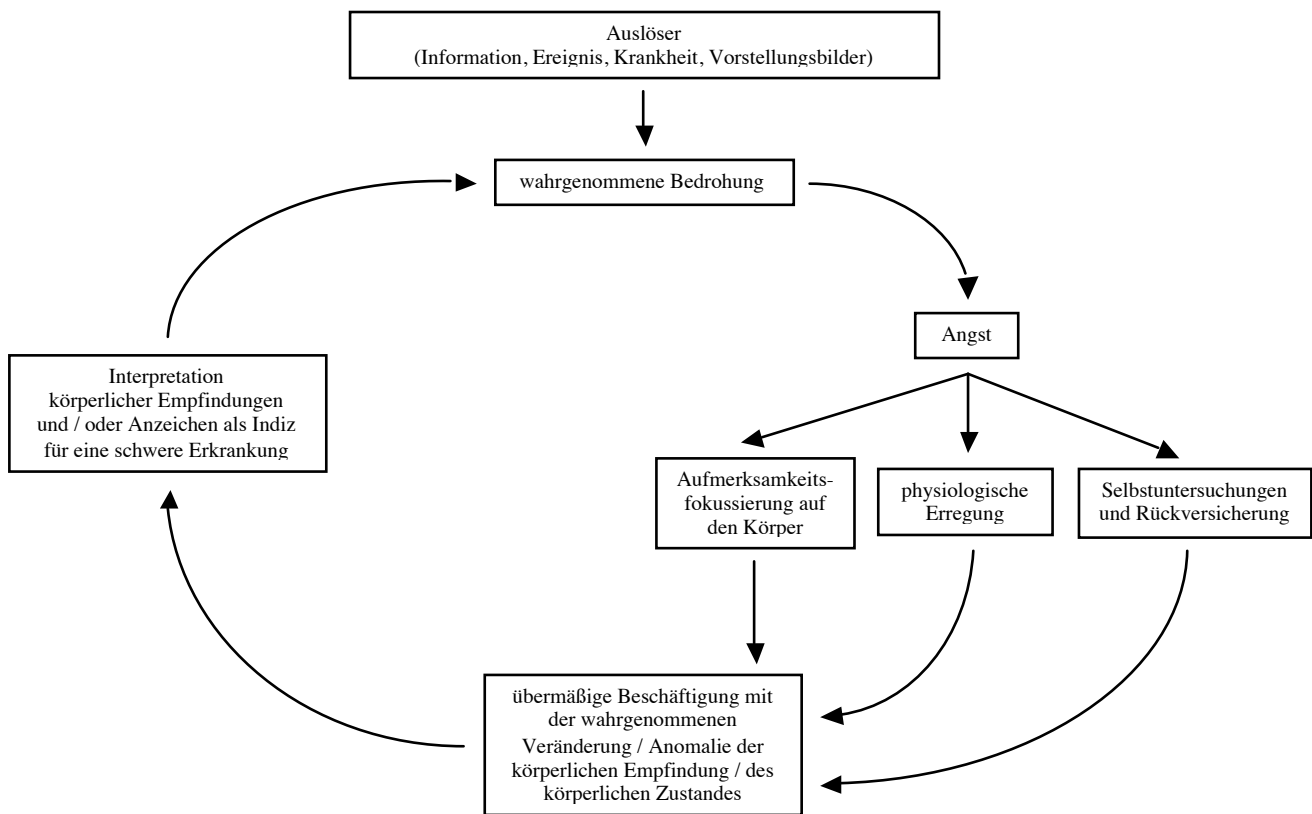 Auslöser
(Information, Ereignis, Krankheit, Vorstellungsbilder)
wahrgenommene Bedrohung
Angst
Interpretation
körperlicher Empfindungen
und / oder Anzeichen als Indiz
für eine schwere Erkrankung
Aufmerksamkeits-
fokussierung auf
den Körper
physiologische
Erregung
Selbstuntersuchungen
und Rückversicherung
übermäßige Beschäftigung mit
der wahrgenommenen
Veränderung / Anomalie der
körperlichen Empfindung / des
körperlichen Zustandes